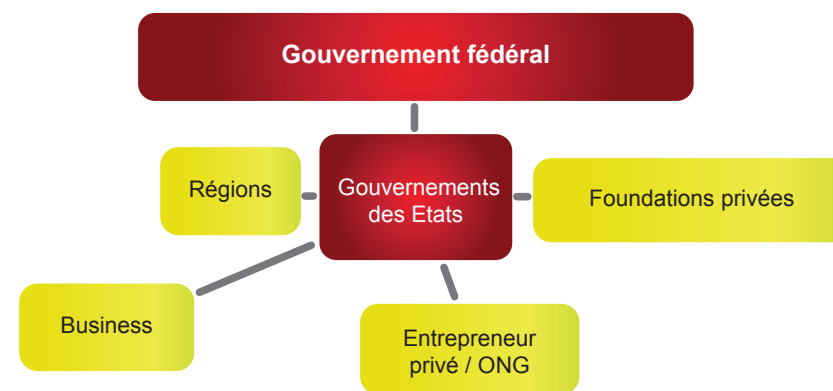 Gouvernement fédéral
Régions
Gouvernements
des Etats
Foundations privées
Business
Entrepreneur
privé / ONG